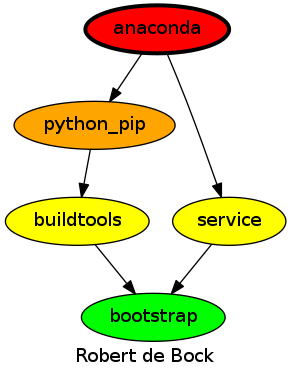 anaconda
python_pip
buildtools
service
bootstrap
Robert de Bock